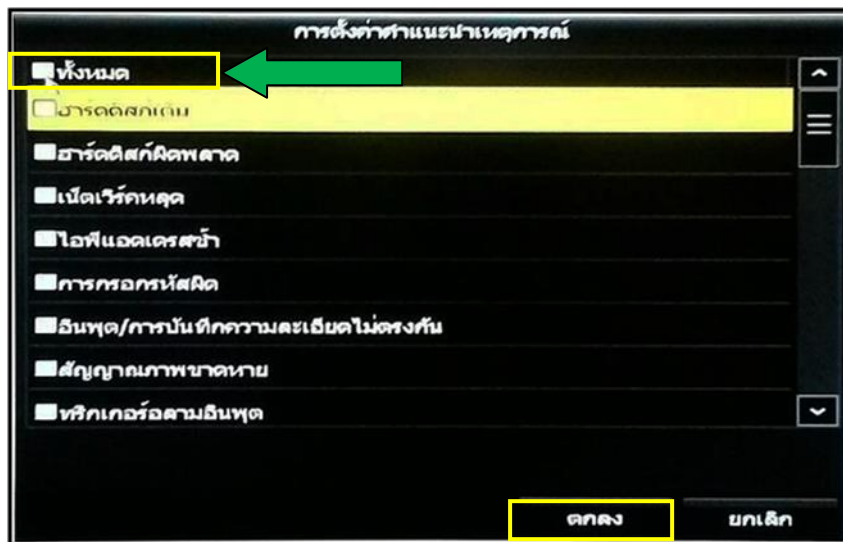 การตั้งค่าคำแนะนำเหตุการณ์
ทั้งหมด
ฮาร์ดดิสก์เต็ม
ฮาร์ดดิสก์ผิดพลาด
เน็ตเวิร์คหลุด
ไอพีแอดเดรสซ้ำ
การกรอกรหัสผิด
อินพุต/การบันทึกความละเอียดไม่ตรงกัน
สัญญาณภาพขาดหาย
ทริกเกอร์อลามอินพุต
ตกลง
ยกเลิก